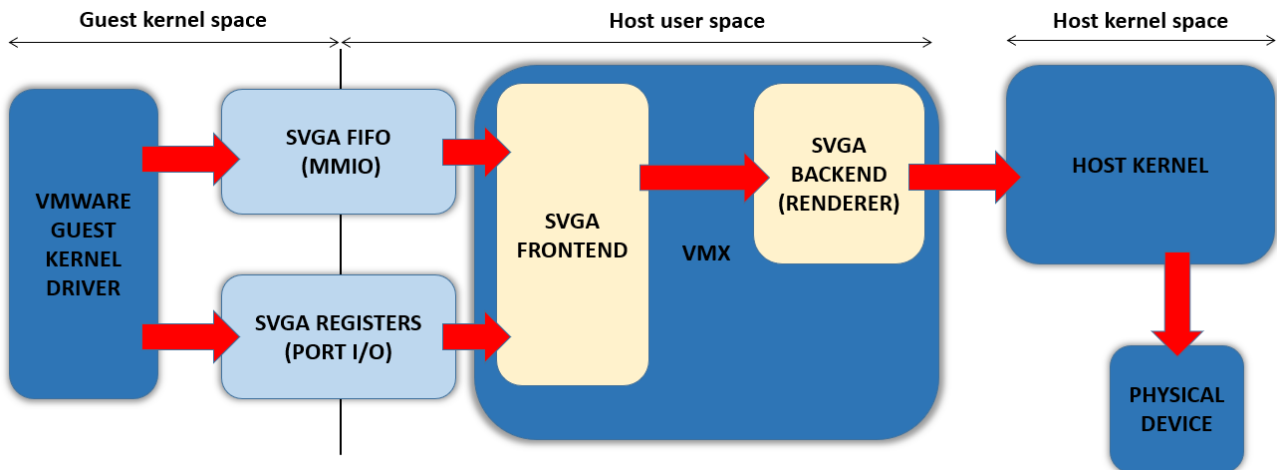 Guest kernel space
Host user space
Host kernel space
VMWARE
GUEST
KERNEL
DRIVER
SVGA FIFO
(MMIO)
SVGA REGISTERS
(PORT I/O)
SVGA
FRONTEND
VMX
SVGA
BACKEND
(RENDERER)
HOST KERNEL
PHYSICAL
DEVICE